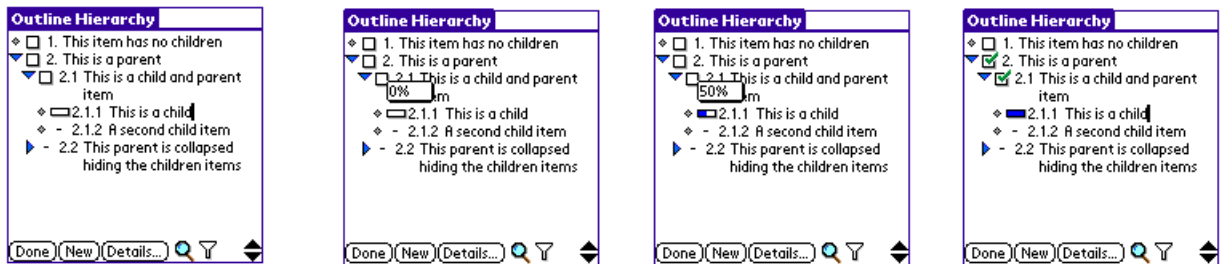 Outline Hierarchy
1. This item has no children
2. This is a parent
2.1 This is a child and parent
item
2.1.1 This is a child
- 2.1.2 A second child item
- 2.2 This parent is collapsed
hiding the children items
Done New Details...
Outline Hierarchy
1. This item has no children
2. This is a parent
2.1 This is a child and parent
0% em
2.1.1 This is a child
- 2.1.2 A second child item
- 2.2 This parent is collapsed
hiding the children items
Done New Details...
Outline Hierarchy
1. This item has no children
2. This is a parent
2.1 This is a child and parent
50% em
2.1.1 This is a child
- 2.1.2 A second child item
- 2.2 This parent is collapsed
hiding the children items
Done New Details...
Outline Hierarchy
1. This item has no children
2. This is a parent
2.1 This is a child and parent
item
2.1.1 This is a child
- 2.1.2 A second child item
- 2.2 This parent is collapsed
hiding the children items
Done New Details...